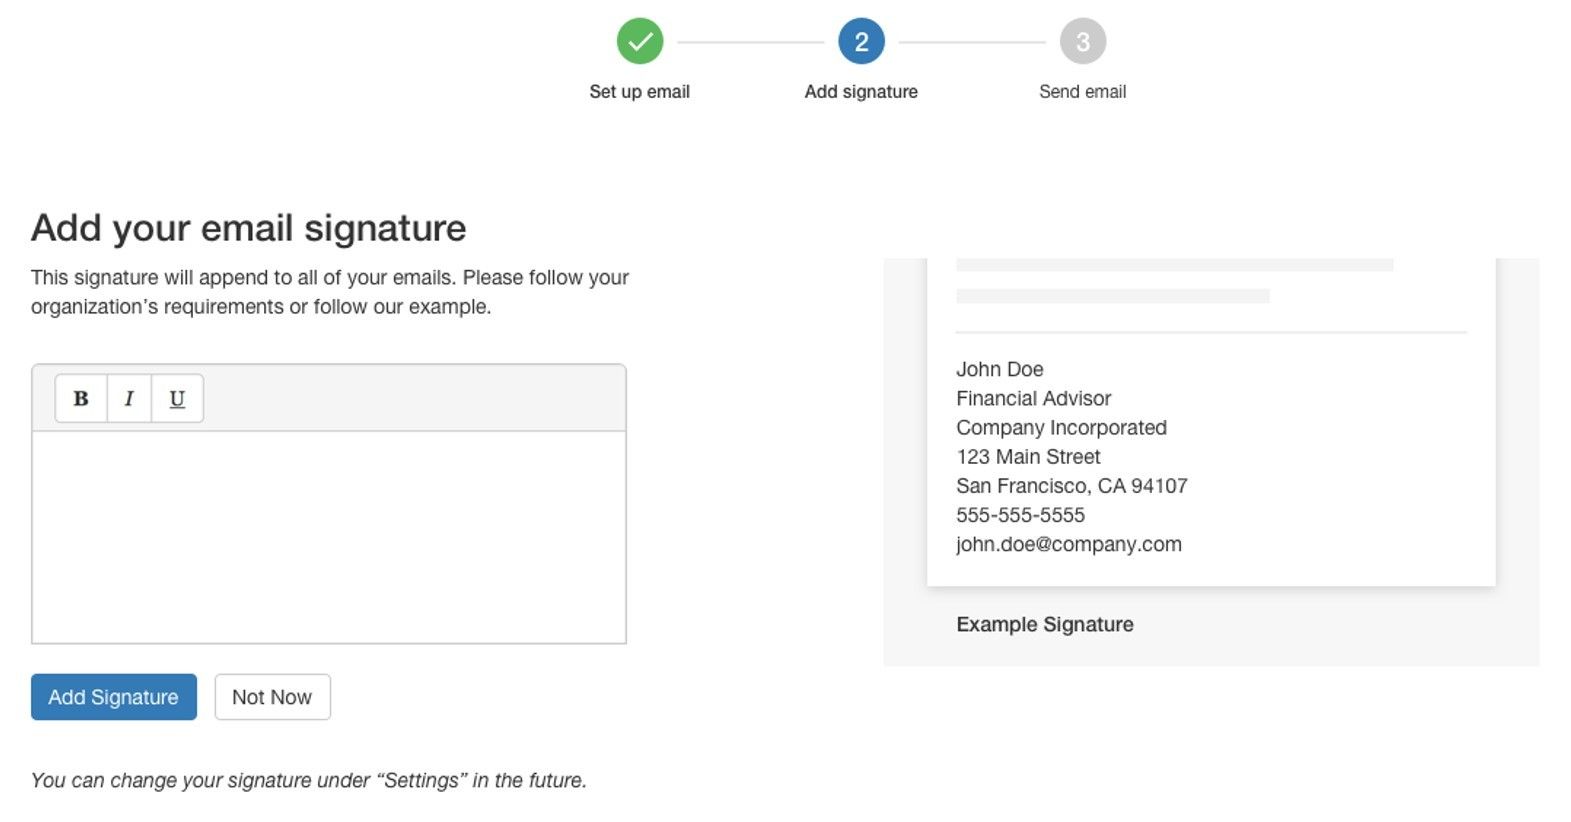 2
3
Set up email
Add signature
Send email
Add your email signature
This signature will append to all of your emails. Please follow your
organization’s requirements or follow our example.
B I U
John Doe
Financial Advisor
Company Incorporated
123 Main Street
San Francisco, CA 94107
555-555-5555
john.doe@company.com
Example Signature
Add Signature
Not Now
You can change your signature under “Settings” in the future.